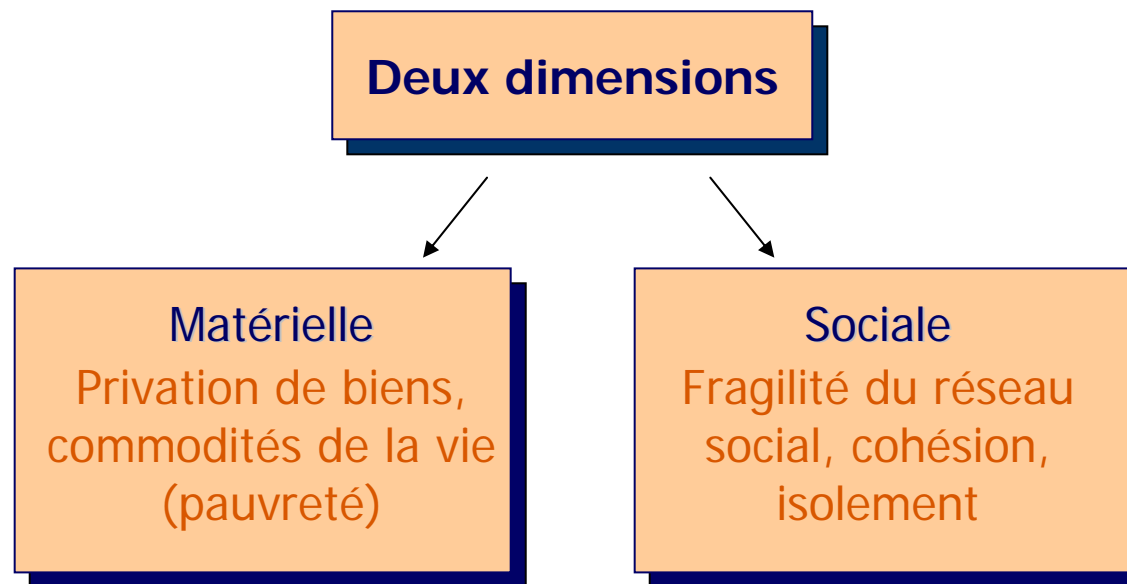 Deux dimensions
Matérielle
Privation de biens,
commodités de la vie
(pauvreté)
Sociale
Fragilité du réseau
social, cohésion,
isolement